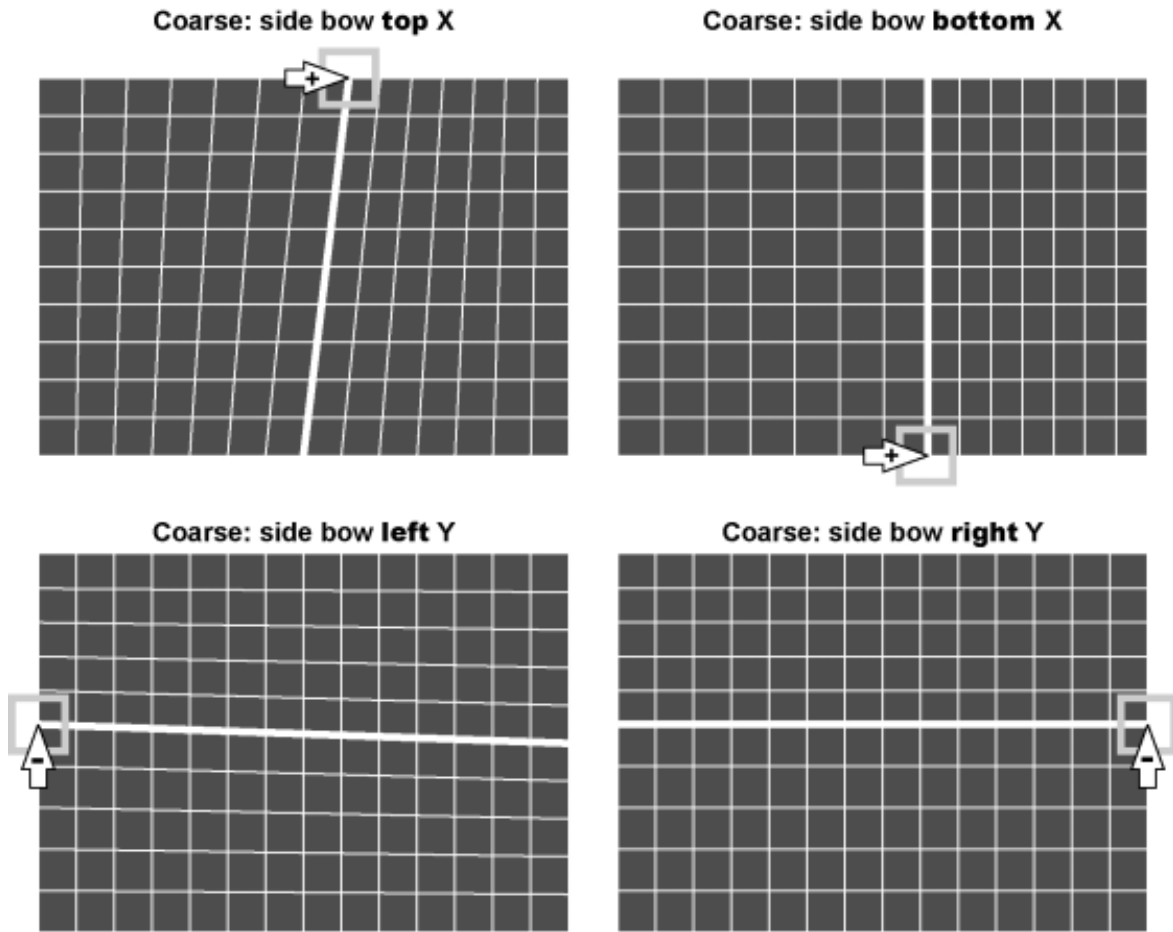 Coarse: side bow top X
Coarse: side bow bottom X
+
+
Coarse: side bow left Y
Coarse: side bow right Y
-
-